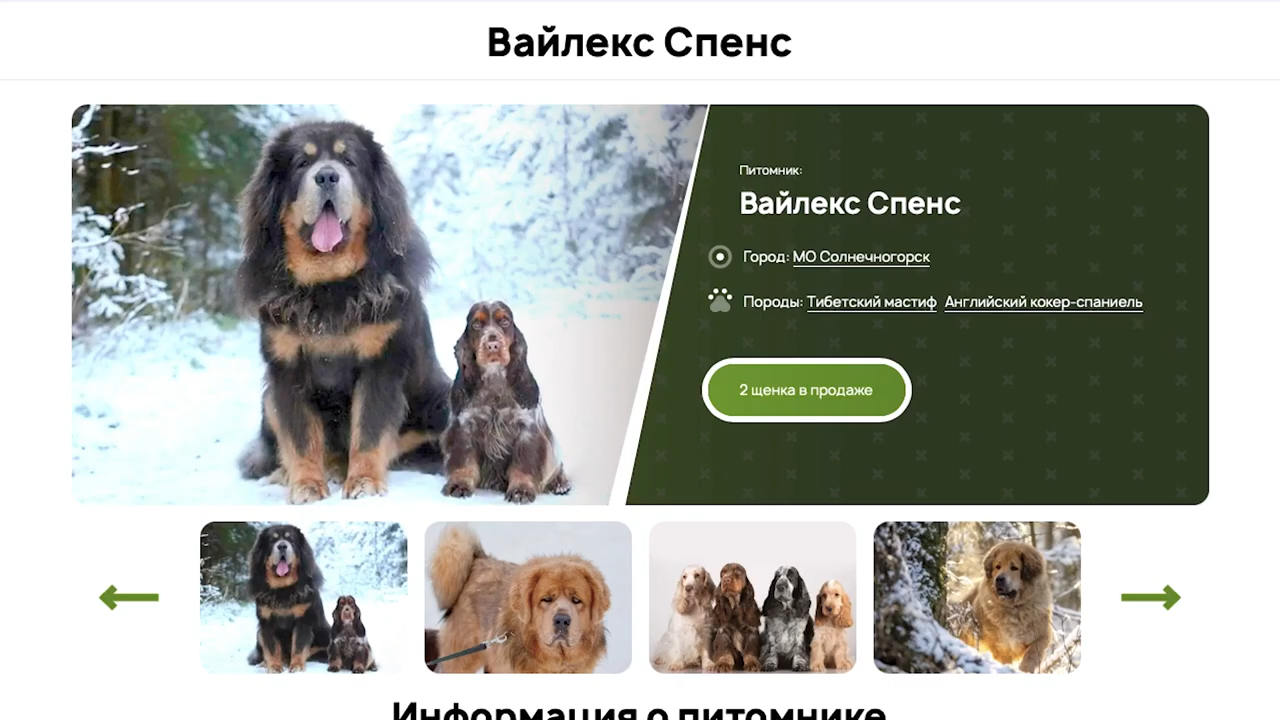 Вайлекс Спенс
Питомник:
Вайлекс Спенс
Город: МО Солнечногорск
Породы: Тибетский мастиф Английский кокер-спаниель
2 щенка в продаже
Информация о питомнике